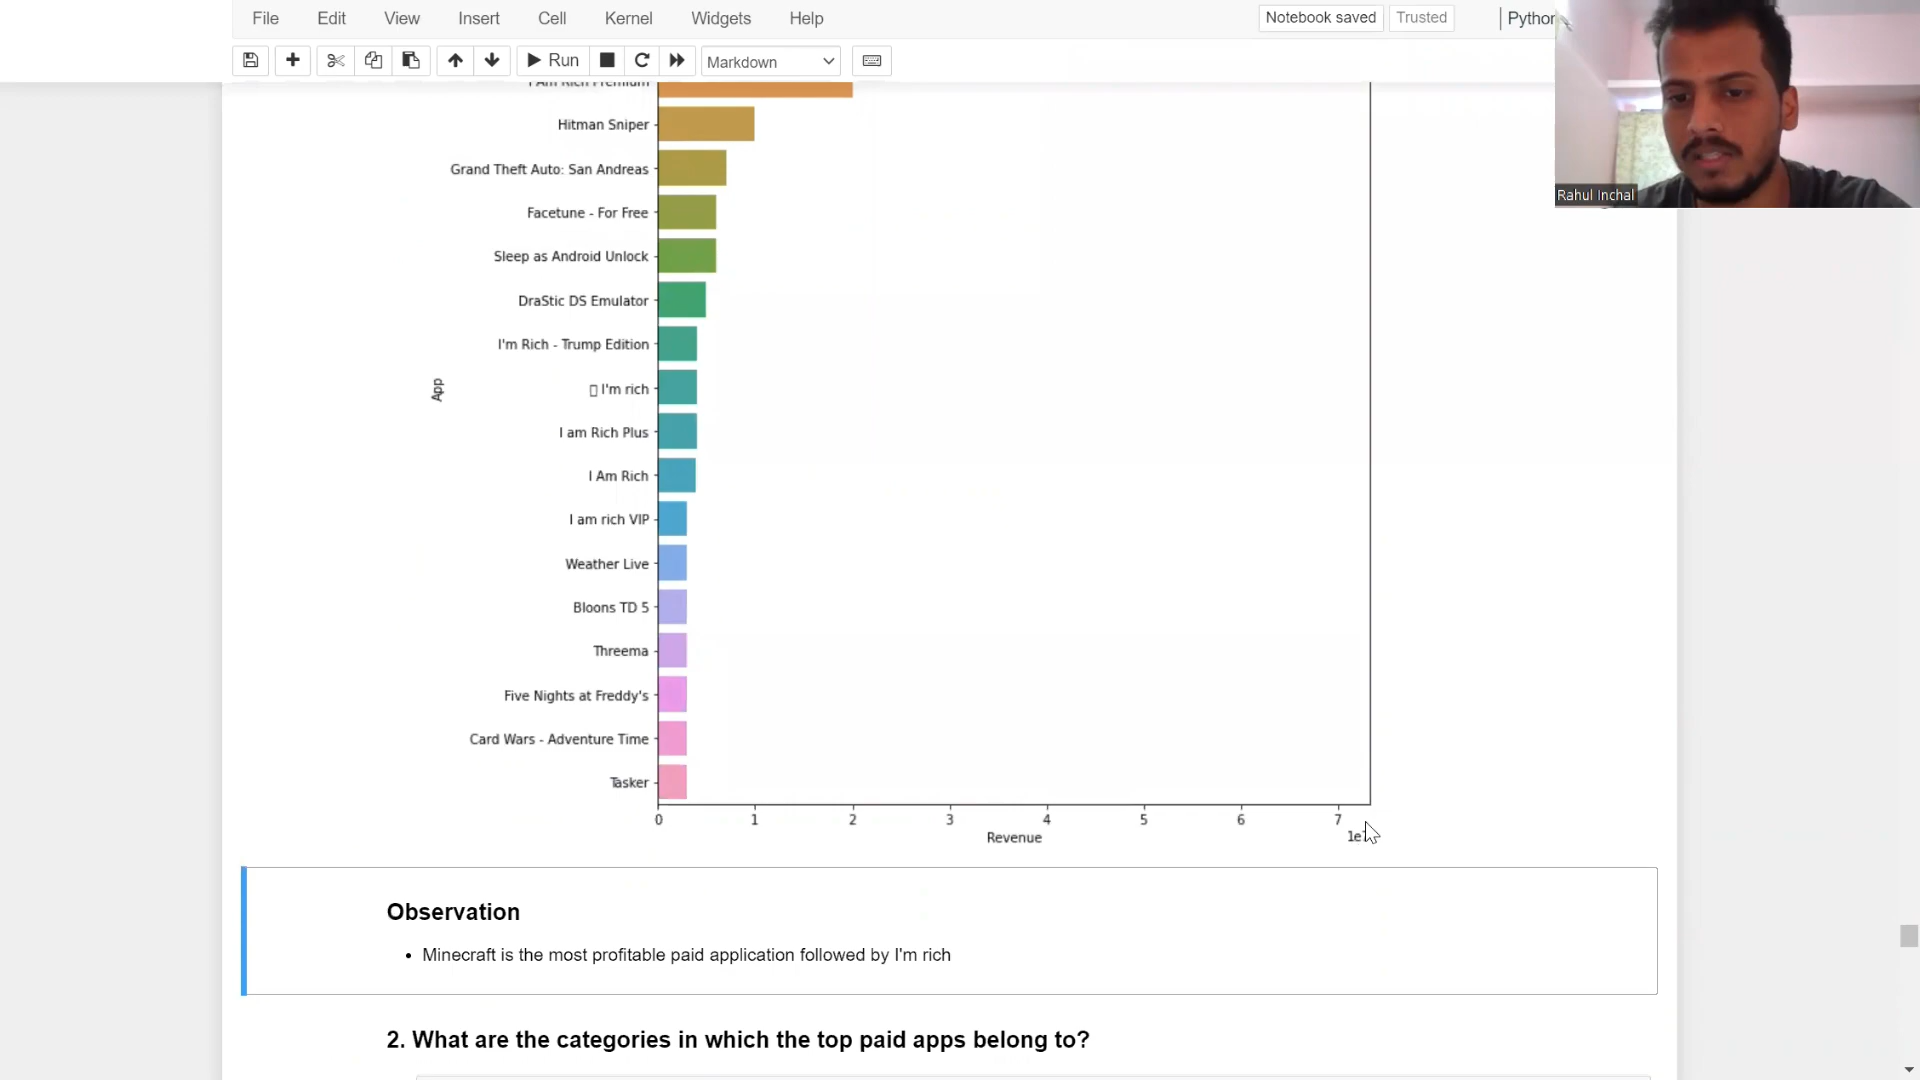 File Edit View Insert Cell Kernel Widgets Help
Notebook saved Trusted
Run Markdown
I Am Rich Premium
Hitman Sniper
Grand Theft Auto: San Andreas
Facetune - For Free
Sleep as Android Unlock
DraStic DS Emulator
I'm Rich - Trump Edition
I'm rich
I am Rich Plus
I Am Rich
I am rich VIP
Weather Live
Bloons TD 5
Threema
Five Nights at Freddy's
Card Wars - Adventure Time
Tasker
App
0 1 2 3 4 5 6 7
Revenue
Rahul Inchal
Observation
• Minecraft is the most profitable paid application followed by I'm rich
2. What are the categories in which the top paid apps belong to?